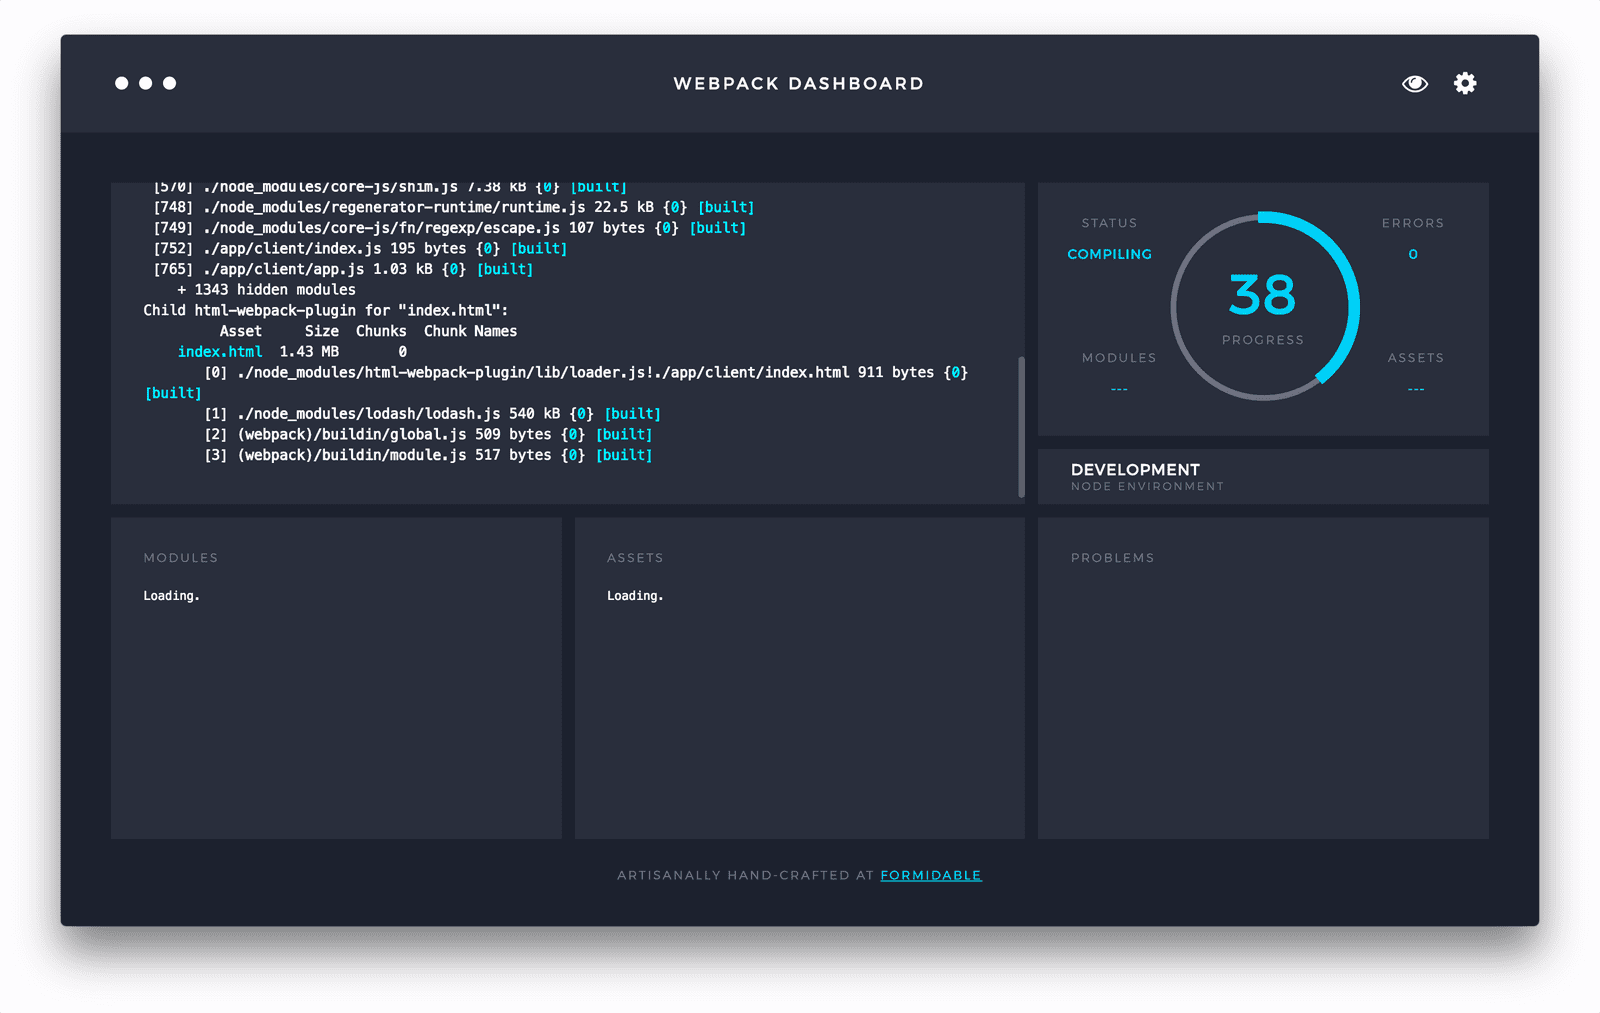 WEBPACK DASHBOARD
[570] ./node_modules/core-js/shim.js 7.38 kB {0} [built]
[748] ./node_modules/regenerator-runtime/runtime.js 22.5 kB {0} [built]
[749] ./node_modules/core-js/fn/regexp/escape.js 107 bytes {0} [built]
[752] ./app/client/index.js 195 bytes {0} [built]
[765] ./app/client/app.js 1.03 kB {0} [built]
+ 1343 hidden modules
Child html-webpack-plugin for "index.html":
Asset Size Chunks Chunk Names
index.html 1.43 MB 0
[0] ./node_modules/html-webpack-plugin/lib/loader.js!./app/client/index.html 911 bytes {0}
[built]
[1] ./node_modules/lodash/lodash.js 540 kB {0} [built]
[2] (webpack)/buildin/global.js 509 bytes {0} [built]
[3] (webpack)/buildin/module.js 517 bytes {0} [built]
STATUS
COMPILING
38
PROGRESS
ERRORS
0
MODULES
---
ASSETS
---
DEVELOPMENT
NODE ENVIRONMENT
MODULES
Loading.
ASSETS
Loading.
PROBLEMS
ARTISANALLY HAND-CRAFTED AT FORMIDABLE